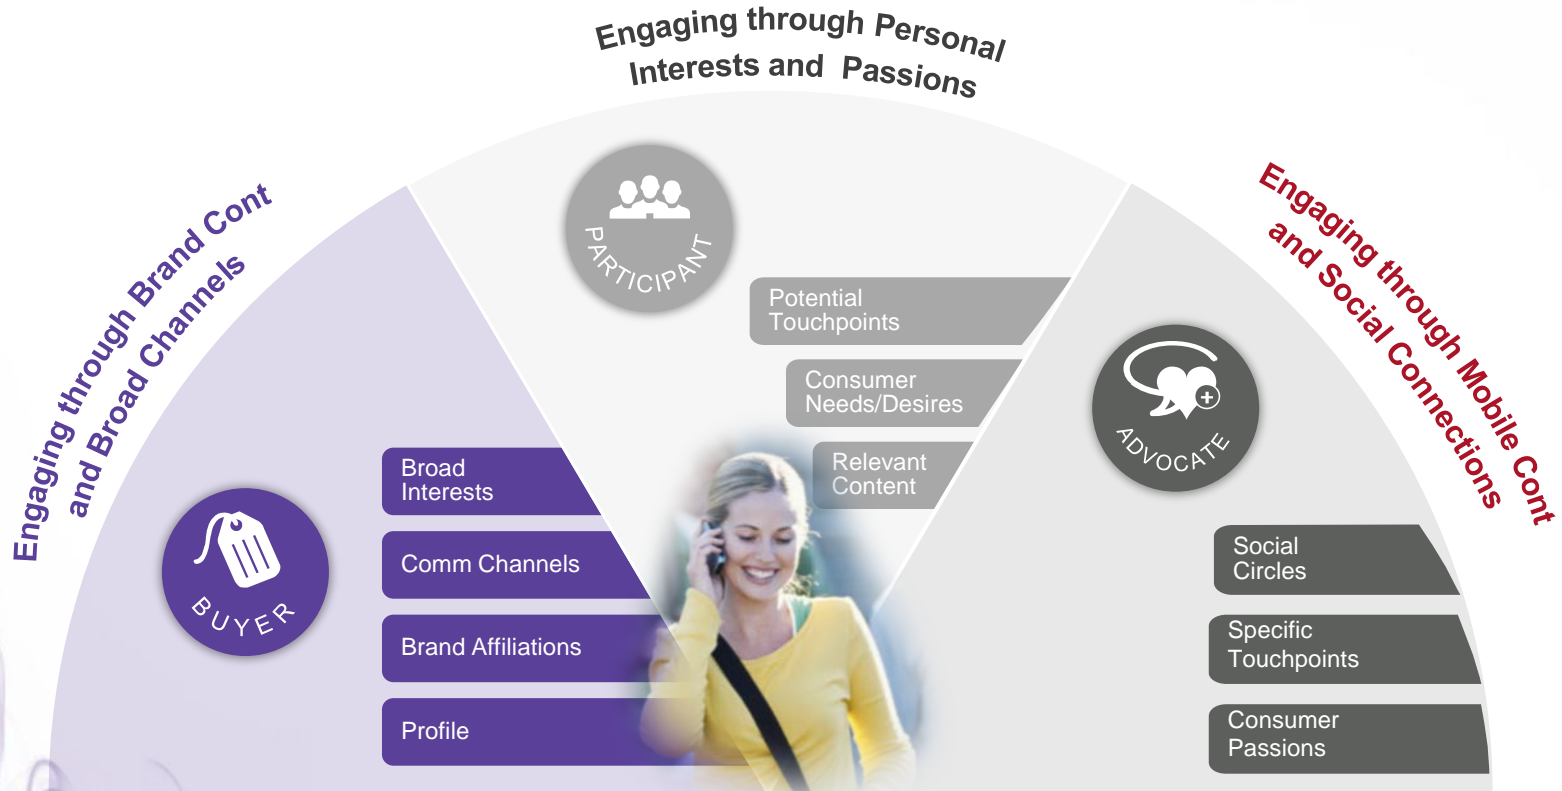 Engaging through Personal
Interests and Passions
Engaging through Brand Cont
and Broad Channels
Engaging through Mobile Cont
and Social Connections
PARTICIPANT
Potential
Touchpoints
Consumer
Needs/Desires
Relevant
Content
BUYER
Broad
Interests
Comm Channels
Brand Affiliations
Profile
ADVOCATE
Social
Circles
Specific
Touchpoints
Consumer
Passions